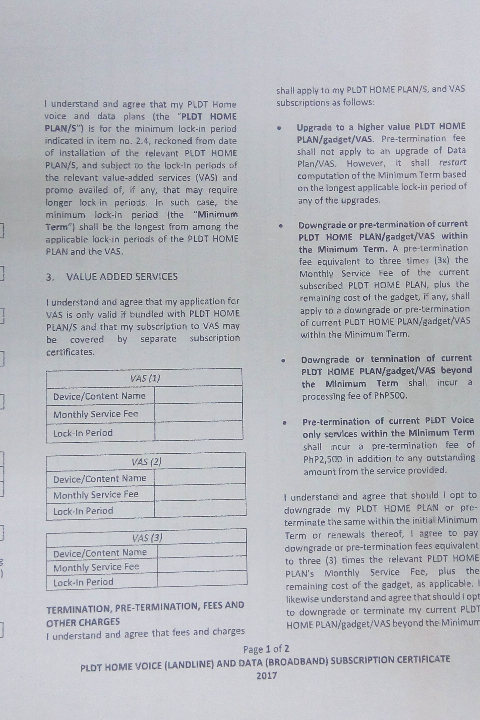 I understand and agree that my PLDT Home
voice and data plans (the "PLDT HOME
PLAN/S") is for the minimum lock-in period
indicated in item no. 2.4, reckoned from date
of installation of the relevant PLDT HOME
PLAN/S, and subject to the lock-in periods of
the relevant value-added services (VAS) and
promo availed of, if any, that may require
longer lock-in periods. In such case, the
minimum lock-in period (the "Minimum
Term") shall be the longest from among the
applicable lock-in periods of the PLDT HOME
PLAN and the VAS.
3. VALUE ADDED SERVICES
I understand and agree that my application for
VAS is only valid if bundled with PLDT HOME
PLAN/S and that my subscription to VAS may
be covered by separate subscription
certificates.
VAS (1)
Device/Content Name
Monthly Service Fee
Lock-In Period
VAS (2)
Device/Content Name
Monthly Service Fee
Lock-In Period
VAS (3)
Device/Content Name
Monthly Service Fee
Lock-In Period
TERMINATION, PRE-TERMINATION, FEES AND
OTHER CHARGES
I understand and agree that fees and charges
shall apply to my PLDT HOME PLAN/S, and VAS
subscriptions as follows:
• Upgrade to a higher value PLDT HOME
PLAN/gadget/VAS. Pre-termination fee
shall not apply to an upgrade of Data
Plan/VAS. However, it shall restart
computation of the Minimum Term based
on the longest applicable lock-in period of
any of the upgrades.
• Downgrade or pre-termination of current
PLDT HOME PLAN/gadget/VAS within
the Minimum Term. A pre-termination
fee equivalent to three times (3x) the
Monthly Service Fee of the current
subscribed PLDT HOME PLAN, plus the
remaining cost of the gadget, if any, shall
apply to a downgrade or pre-termination
of current PLDT HOME PLAN/gadget/VAS
within the Minimum Term.
• Downgrade or termination of current
PLDT HOME PLAN/gadget/VAS beyond
the Minimum Term shall incur a
processing fee of PhP500.
• Pre-termination of current PLDT Voice
only services within the Minimum Term
shall incur a pre-termination fee of
PhP2,500 in addition to any outstanding
amount from the service provided.
I understand and agree that should I opt to
downgrade my PLDT HOME PLAN or pre-
terminate the same within the initial Minimum
Term or renewals thereof, I agree to pay
downgrade or pre-termination fees equivalent
to three (3) times the relevant PLDT HOME
PLAN's Monthly Service Fee, plus the
remaining cost of the gadget, as applicable. I
likewise understand and agree that should I opt
to downgrade or terminate my current PLDT
HOME PLAN/gadget/VAS beyond the Minimum
Page 1 of 2
PLDT HOME VOICE (LANDLINE) AND DATA (BROADBAND) SUBSCRIPTION CERTIFICATE
2017